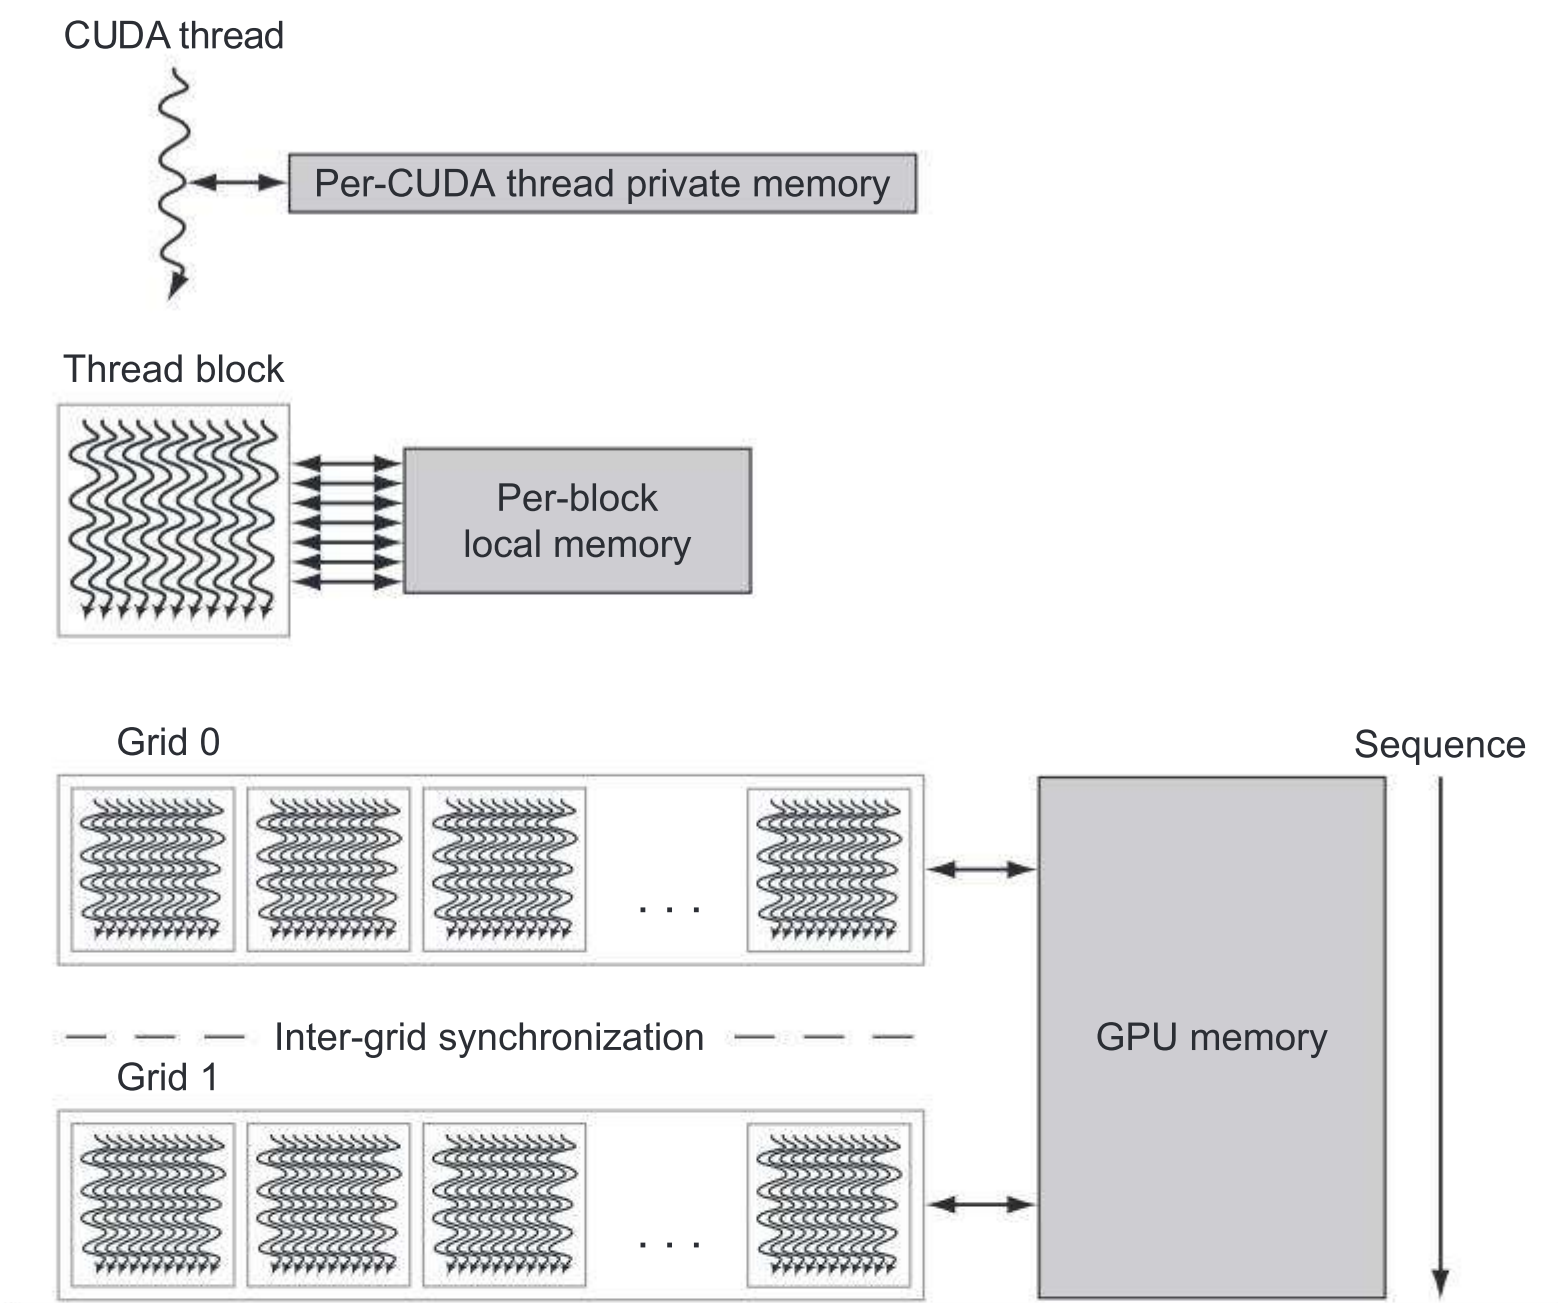 CUDA thread
Per-CUDA thread private memory
Thread block
Per-block
local memory
Grid 0
Sequence
. . .
Inter-grid synchronization
GPU memory
Grid 1
. . .